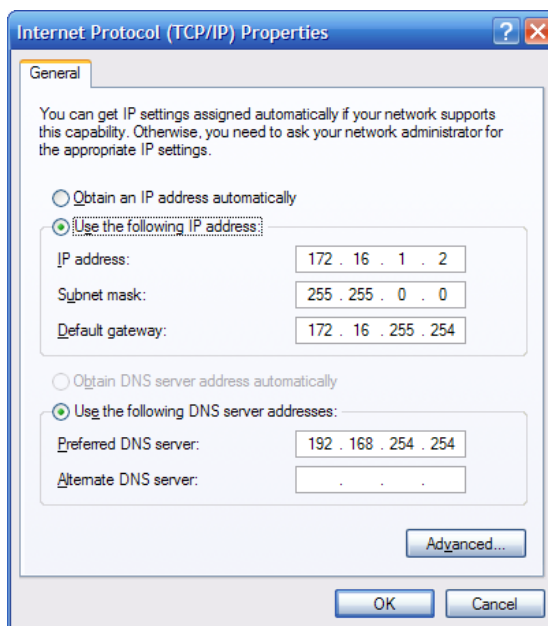 Internet Protocol (TCP/IP) Properties
General
You can get IP settings assigned automatically if your network supports
this capability. Otherwise, you need to ask your network administrator for
the appropriate IP settings.
Obtain an IP address automatically
Use the following IP address:
IP address: 172 . 16 . 1 . 2
Subnet mask: 255 . 255 . 0 . 0
Default gateway: 172 . 16 . 255 . 254
Obtain DNS server address automatically
Use the following DNS server addresses:
Preferred DNS server: 192 . 168 . 254 . 254
Alternate DNS server: . . .
Advanced...
OK Cancel